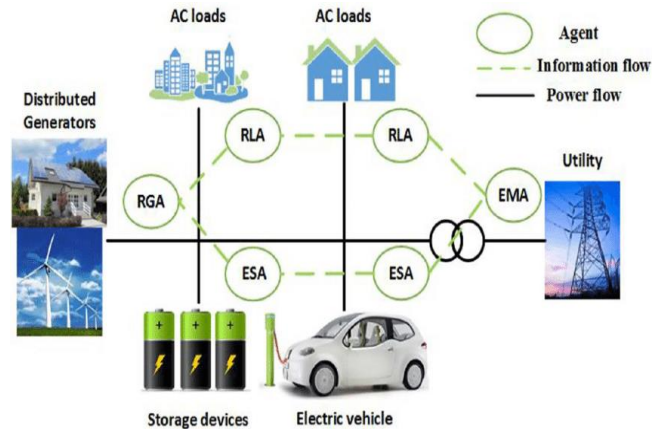 AC loads
AC loads
Agent
Information flow
Power flow
Distributed
Generators
RLA
RLA
Utility
RGA
EMA
ESA
ESA
Storage devices
Electric vehicle